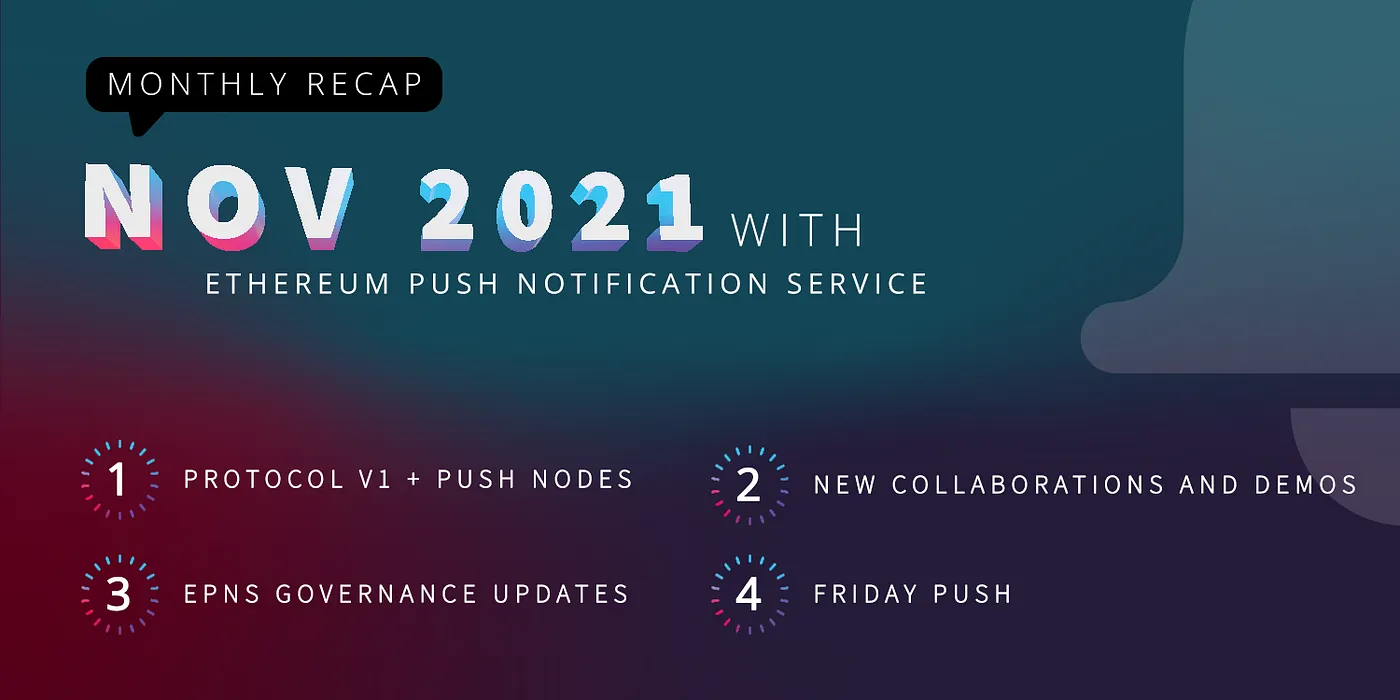 MONTHLY RECAP
NOV 2021 WITH
ETHEREUM PUSH NOTIFICATION SERVICE
1 PROTOCOL V1 + PUSH NODES
2 NEW COLLABORATIONS AND DEMOS
3 EPNS GOVERNANCE UPDATES
4 FRIDAY PUSH